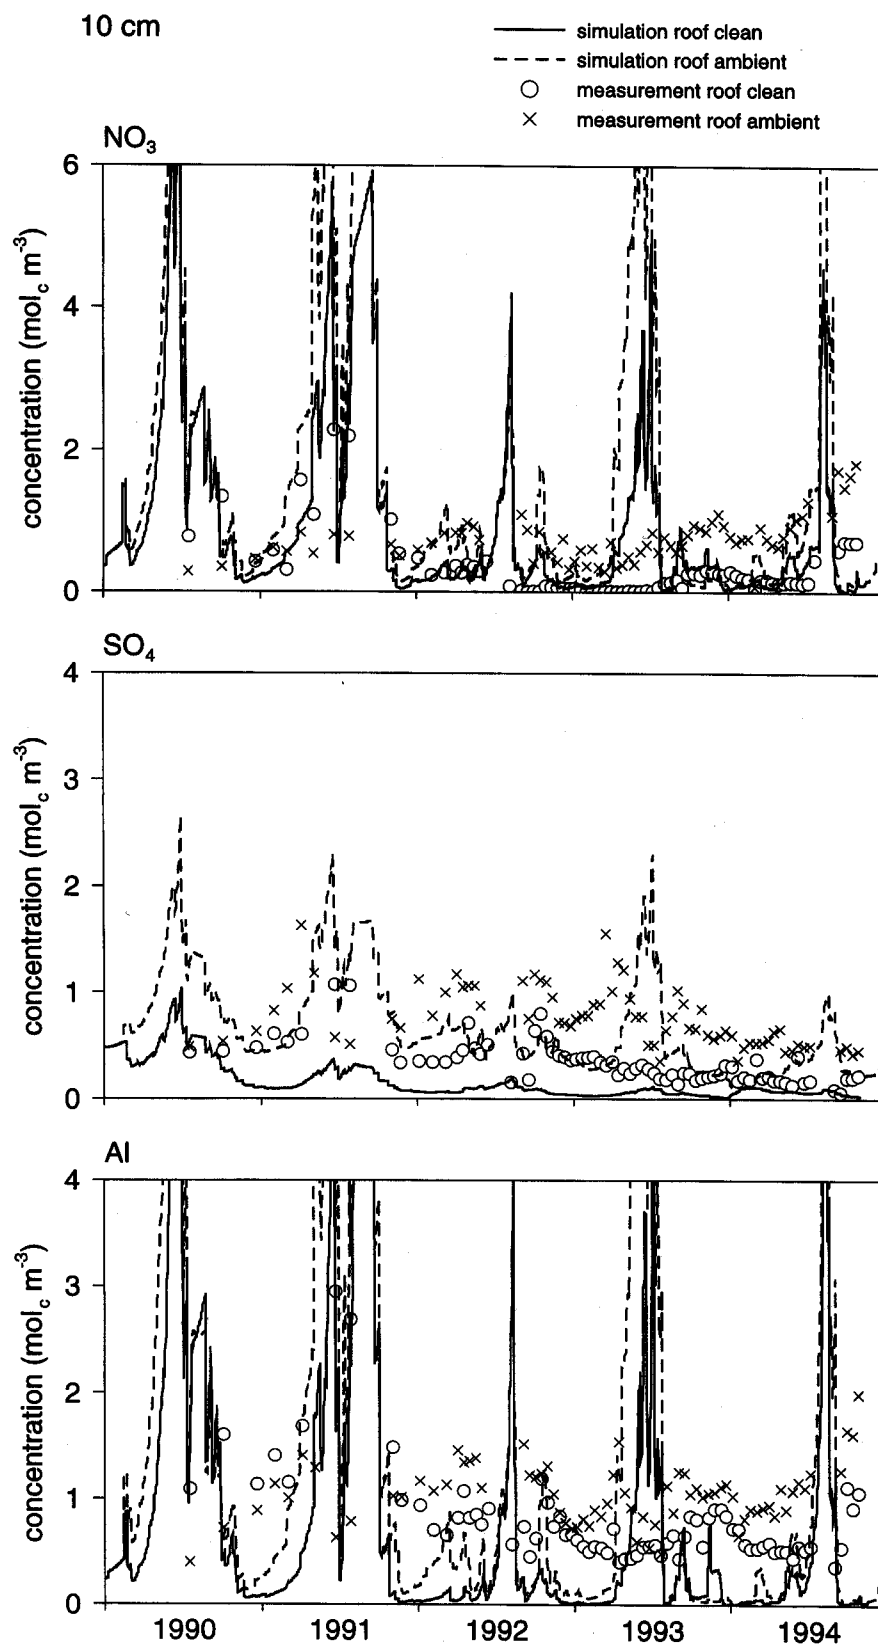 10 cm
simulation roof clean
simulation roof ambient
measurement roof clean
measurement roof ambient
NO3
6
4
2
0
concentration (molc m-3)
SO4
4
3
2
1
0
concentration (molc m-3)
Al
4
3
2
1
0
concentration (molc m-3)
1990 1991 1992 1993 1994